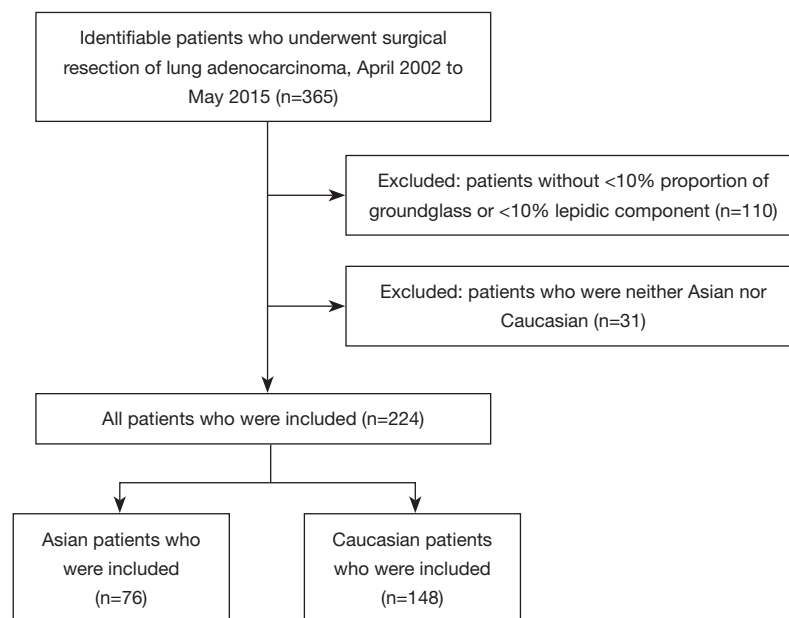 Identifiable patients who underwent surgical
resection of lung adenocarcinoma, April 2002 to
May 2015 (n=365)
Excluded: patients without <10% proportion of
groundglass or <10% lepidic component (n=110)
Excluded: patients who were neither Asian nor
Caucasian (n=31)
All patients who were included (n=224)
Asian patients who
were included
(n=76)
Caucasian patients
who were included
(n=148)